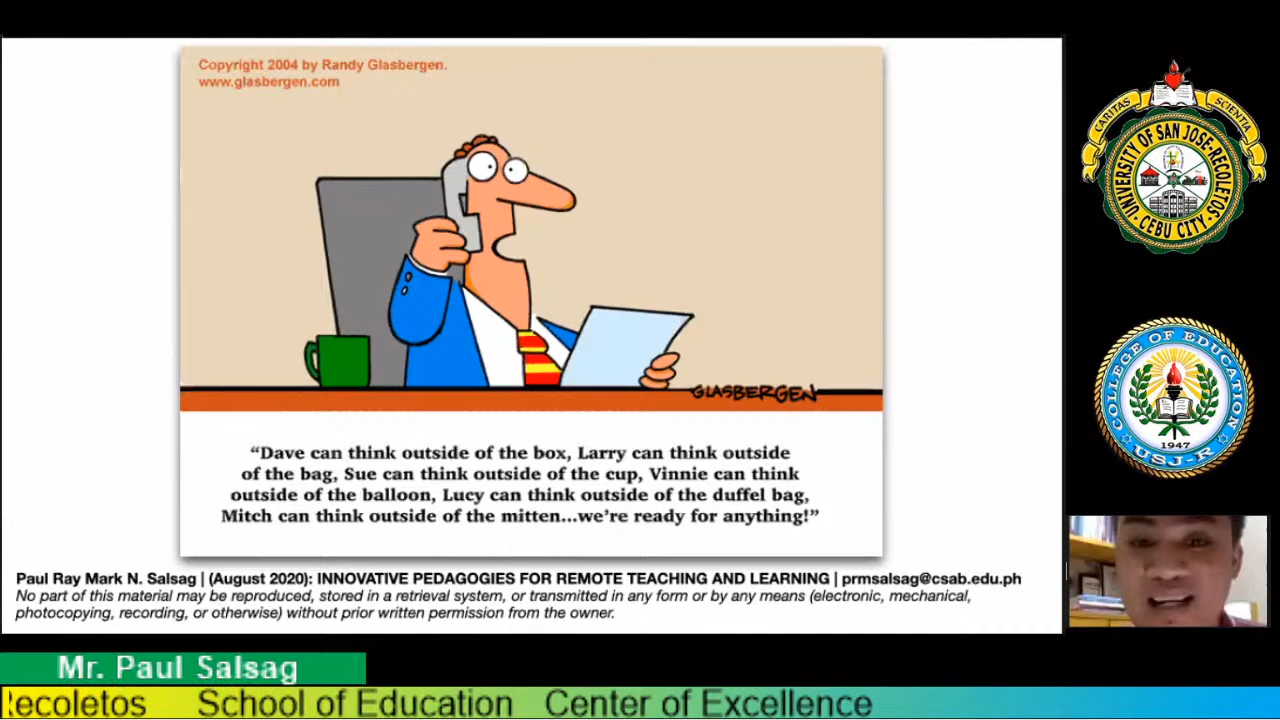 Copyright 2004 by Randy Glasbergen.
www.glasbergen.com
GLASBERGEN
“Dave can think outside of the box, Larry can think outside
of the bag, Sue can think outside of the cup, Vinnie can think
outside of the balloon, Lucy can think outside of the duffel bag,
Mitch can think outside of the mitten...we’re ready for anything!”
Paul Ray Mark N. Salsag | (August 2020): INNOVATIVE PEDAGOGIES FOR REMOTE TEACHING AND LEARNING | prmsalsag@csab.edu.ph
No part of this material may be reproduced, stored in a retrieval system, or transmitted in any form or by any means (electronic, mechanical,
photocopying, recording, or otherwise) without prior written permission from the owner.
CARITAS
SCIENTIA
UNIVERSITY OF SAN JOSE-RECOLETOS
CEBU CITY
COLLEGE OF EDUCATION
1947
USJ-R
Mr. Paul Salsag
Recoletos School of Education Center of Excellence